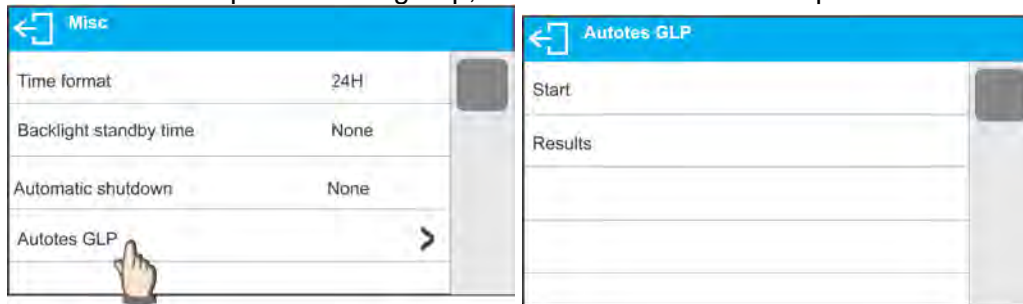 Misc
Time format 24H
Backlight standby time None
Automatic shutdown None
Autotes GLP
Autotes GLP
Start
Results